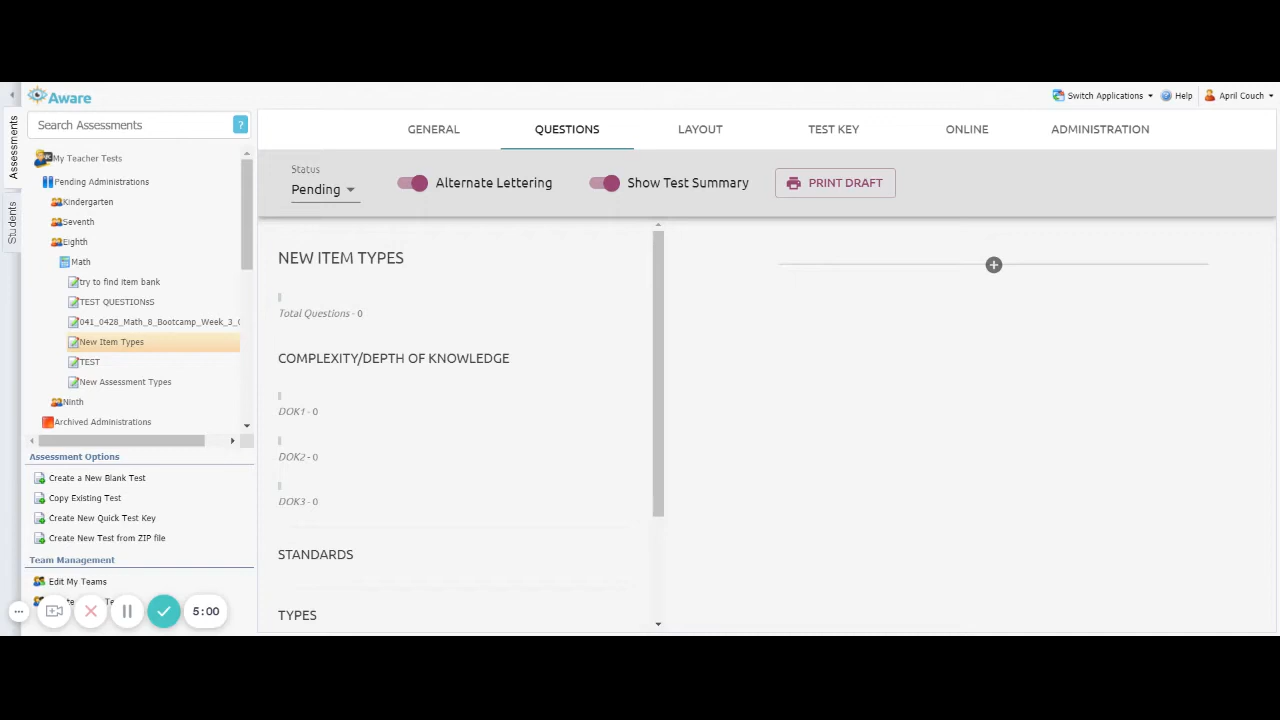 Aware
Switch Applications
Help
April Couch
Search Assessments
?
Assessments
Students
My Teacher Tests
Pending Administrations
Kindergarten
Seventh
Eighth
Math
try to find item bank
TEST QUESTIONsS
041_0428_Math_8_Bootcamp_Week_3_
New Item Types
TEST
New Assessment Types
Ninth
Archived Administrations
Assessment Options
Create a New Blank Test
Copy Existing Test
Create New Quick Test Key
Create New Test from ZIP file
Team Management
Edit My Teams
5:00
GENERAL
QUESTIONS
LAYOUT
TEST KEY
ONLINE
ADMINISTRATION
Status
Pending
Alternate Lettering
Show Test Summary
PRINT DRAFT
NEW ITEM TYPES
Total Questions - 0
COMPLEXITY/DEPTH OF KNOWLEDGE
DOK1 - 0
DOK2 - 0
DOK3 - 0
STANDARDS
TYPES